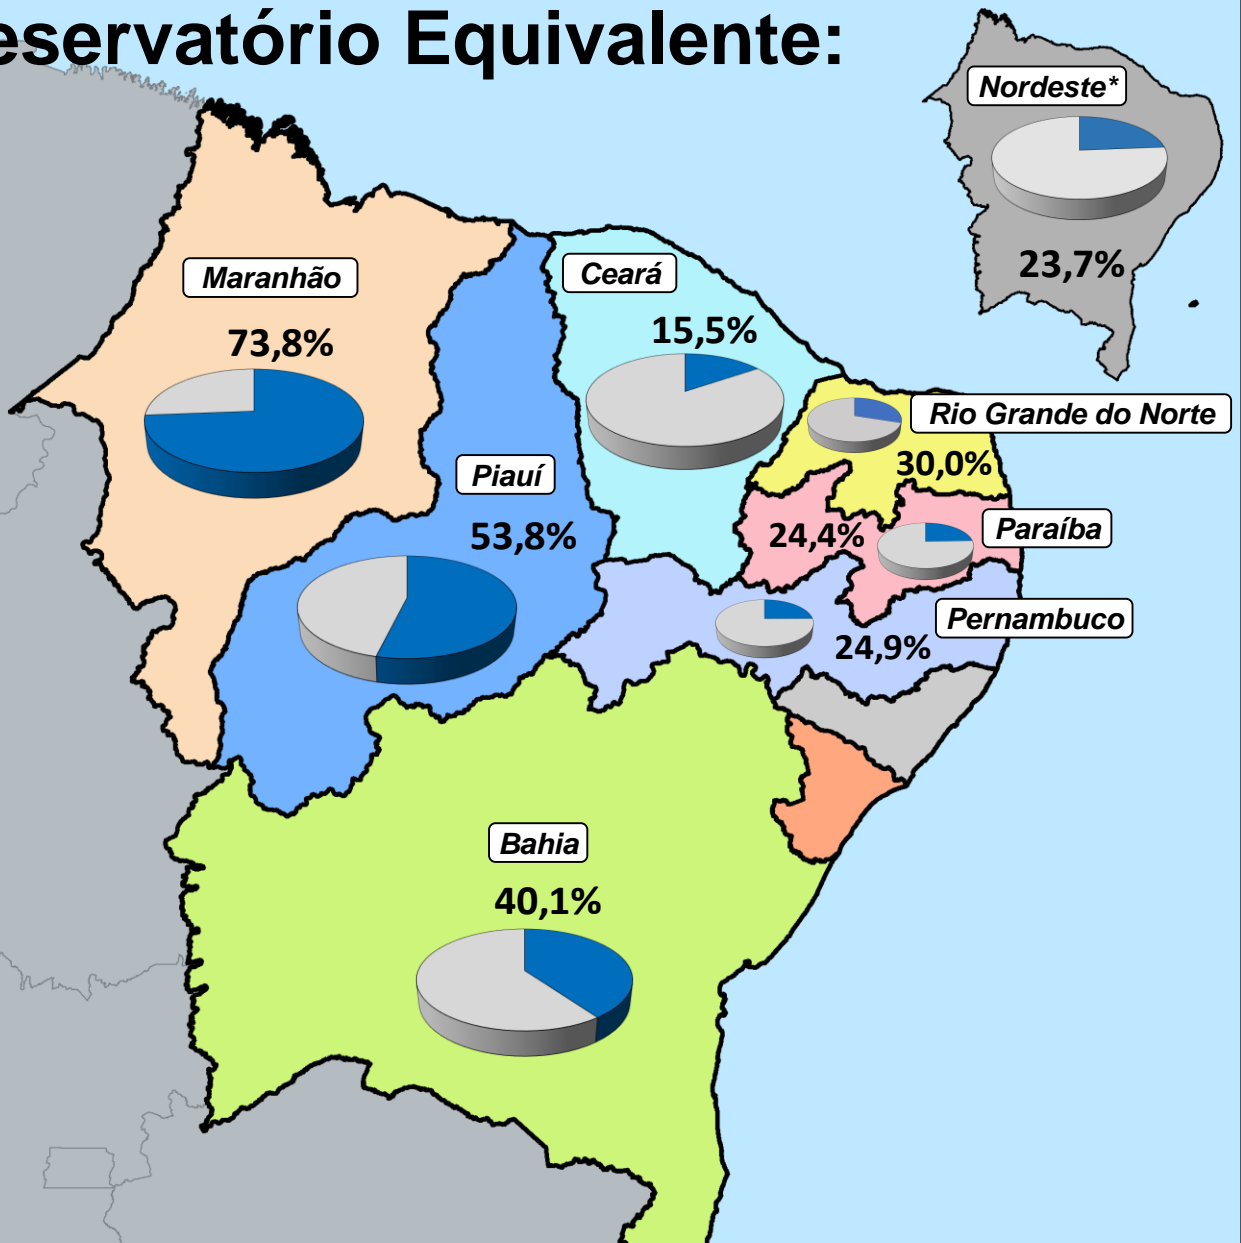 eservatório Equivalente:
Nordeste*
23,7%
Maranhão
73,8%
Ceará
15,5%
Rio Grande do Norte
30,0%
Piauí
53,8%
Paraíba
24,4%
Pernambuco
24,9%
Bahia
40,1%